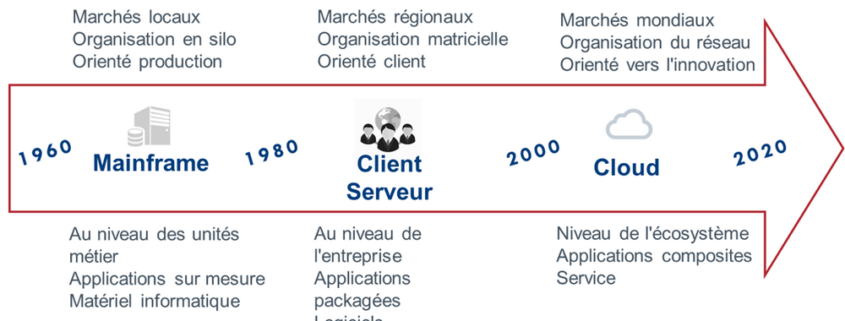 Marchés locaux
Organisation en silo
Orienté production
Marchés régionaux
Organisation matricielle
Orienté client
Marchés mondiaux
Organisation du réseau
Orienté vers l'innovation
1960
Mainframe
1980
Client
Serveur
2000
Cloud
2020
Au niveau des unités
métier
Applications sur mesure
Matériel informatique
Au niveau de
l'entreprise
Applications
packagées
Niveau de l'écosystème
Applications composites
Service